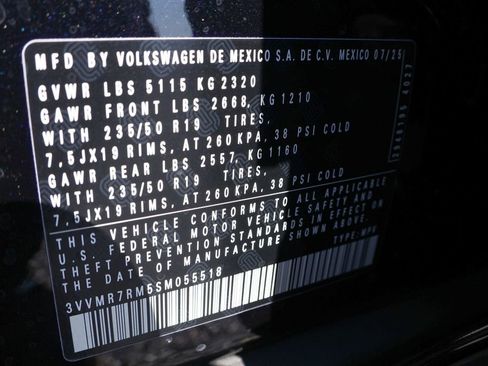 MFD BY VOLKSWAGEN DE MEXICO S.A. DE C.V. MEXICO 07/25
GVWR LBS 5115 KG 2320
GAWR FRONT LBS 2668, KG 1210
WITH 235/50 R19 TIRES,
7,5JX19 RIMS, AT 260 KPA, 38 PSI COLD
GAWR REAR LBS 2557, KG 1160
WITH 235/50 R19 TIRES,
7,5JX19 RIMS, AT 260 KPA, 38 PSI COLD
THIS VEHICLE CONFORMS TO ALL APPLICABLE
U.S. FEDERAL MOTOR VEHICLE SAFETY AND
THEFT PREVENTION STANDARDS IN EFFECT ON
THE DATE OF MANUFACTURE SHOWN ABOVE.
TYPE: MPV
3VVMR7RM5SM055518